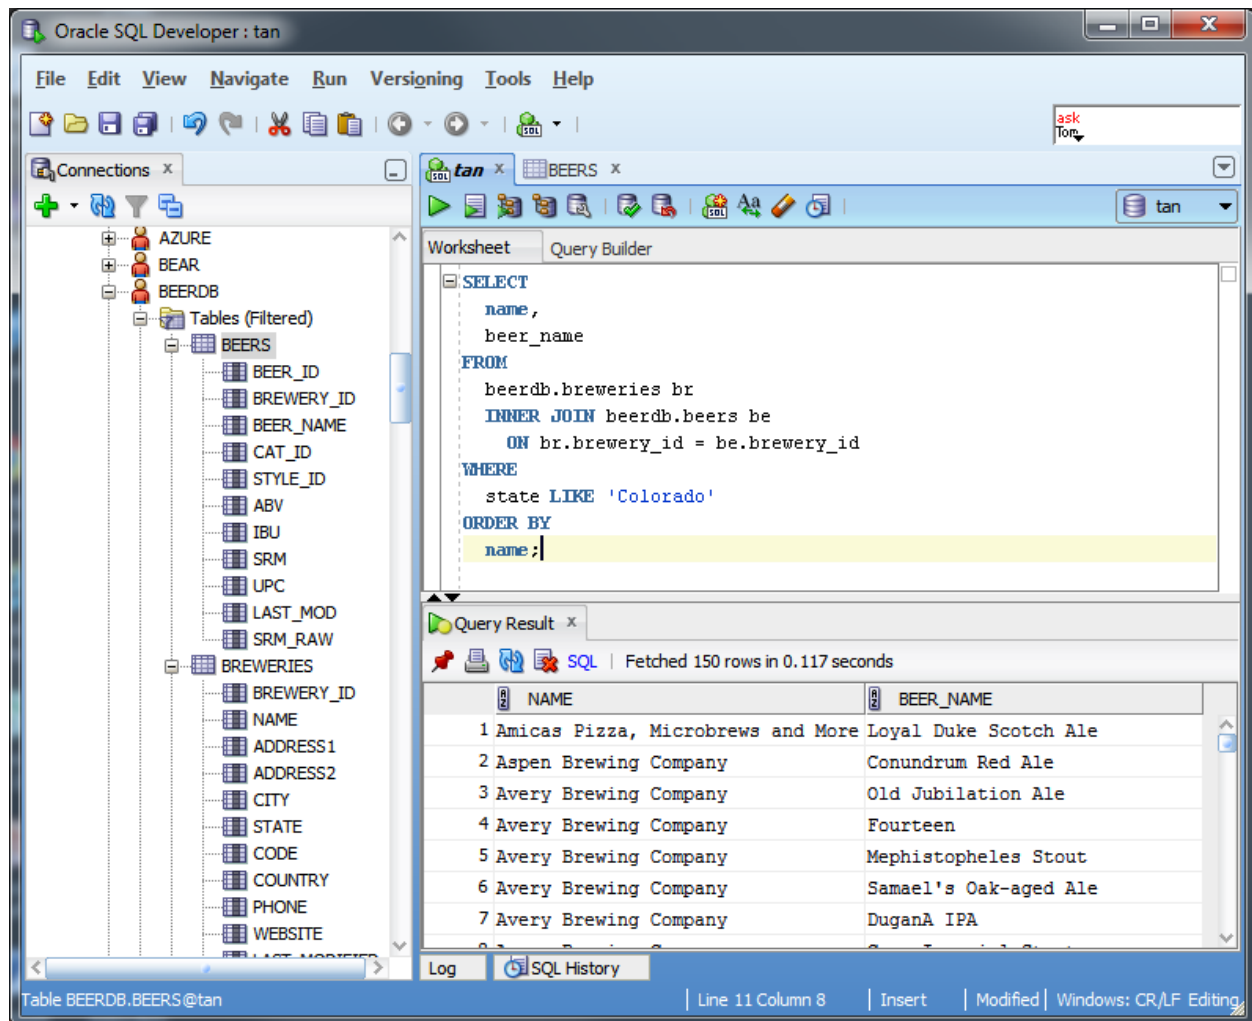 Oracle SQL Developer : tan
File Edit View Navigate Run Versioning Tools Help
SQL
ask
Tom
Connections x
AZURE
BEAR
BEERDB
Tables (Filtered)
BEERS
BEER_ID
BREWERY_ID
BEER_NAME
CAT_ID
STYLE_ID
ABV
IBU
SRM
UPC
LAST_MOD
SRM_RAW
BREWERIES
BREWERY_ID
NAME
ADDRESS1
ADDRESS2
CITY
STATE
CODE
COUNTRY
PHONE
WEBSITE
LAST_MODIFIED
SQL tan x BEERS x
SQL Aa tan
Worksheet Query Builder
SELECT
name,
beer_name
FROM
beerdb.breweries br
INNER JOIN beerdb.beers be
ON br.brewery_id = be.brewery_id
WHERE
state LIKE 'Colorado'
ORDER BY
name;
Query Result x
SQL | Fetched 150 rows in 0.117 seconds
NAME BEER_NAME
1 Amicas Pizza, Microbrews and More Loyal Duke Scotch Ale
2 Aspen Brewing Company Conundrum Red Ale
3 Avery Brewing Company Old Jubilation Ale
4 Avery Brewing Company Fourteen
5 Avery Brewing Company Mephistopheles Stout
6 Avery Brewing Company Samael's Oak-aged Ale
7 Avery Brewing Company DuganA IPA
Log SQL History
Table BEERDB.BEERS@tan Line 11 Column 8 Insert Modified Windows: CR/LF Editing